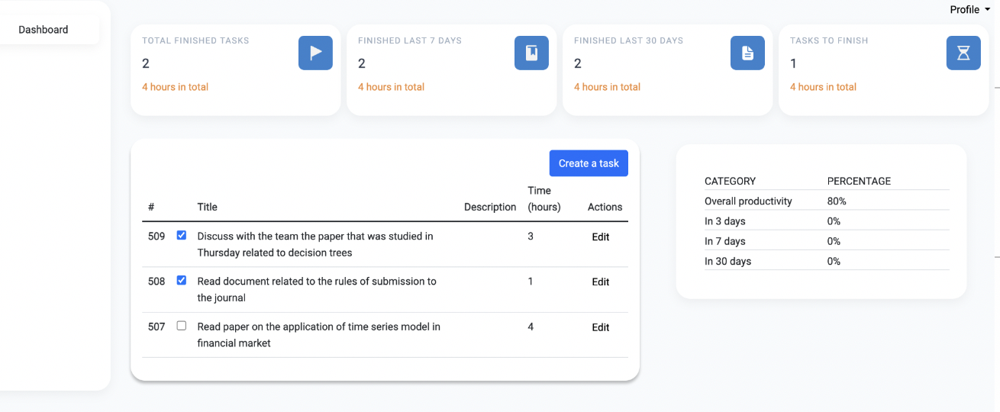 Profile
Dashboard
TOTAL FINISHED TASKS
2
4 hours in total
FINISHED LAST 7 DAYS
2
4 hours in total
FINISHED LAST 30 DAYS
2
4 hours in total
TASKS TO FINISH
1
4 hours in total
Create a task
# Title Description Time (hours) Actions
509 Discuss with the team the paper that was studied in 3 Edit
Thursday related to decision trees
508 Read document related to the rules of submission to 1 Edit
the journal
507 Read paper on the application of time series model in 4 Edit
financial market
CATEGORY PERCENTAGE
Overall productivity 80%
In 3 days 0%
In 7 days 0%
In 30 days 0%